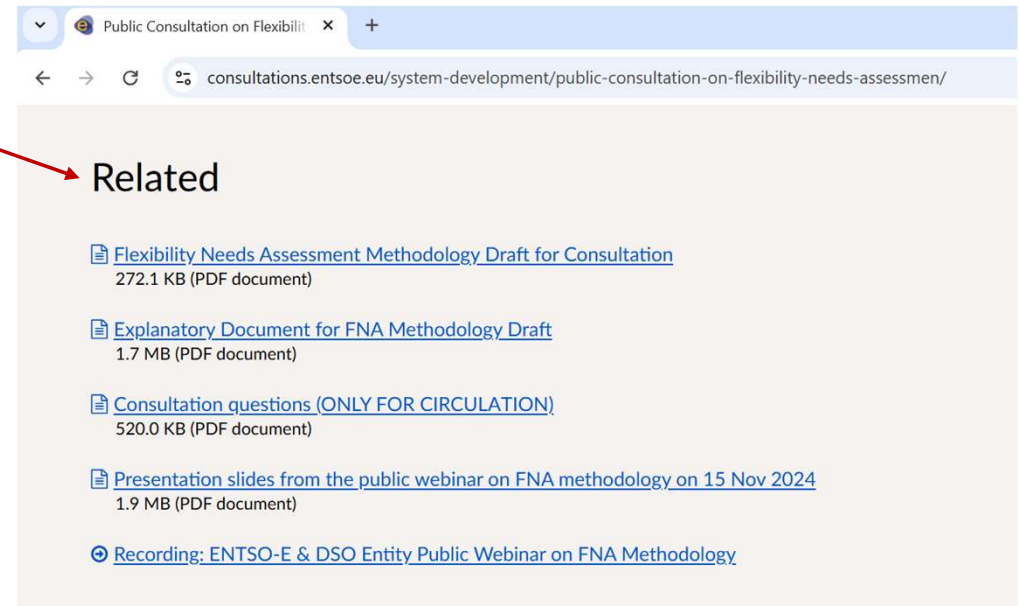 Public Consultation on Flexibilit
consultations.entsoe.eu/system-development/public-consultation-on-flexibility-needs-assessmen/
Related
Flexibility Needs Assessment Methodology Draft for Consultation
272.1 KB (PDF document)
Explanatory Document for FNA Methodology Draft
1.7 MB (PDF document)
Consultation questions (ONLY FOR CIRCULATION)
520.0 KB (PDF document)
Presentation slides from the public webinar on FNA methodology on 15 Nov 2024
1.9 MB (PDF document)
Recording: ENTSO-E & DSO Entity Public Webinar on FNA Methodology